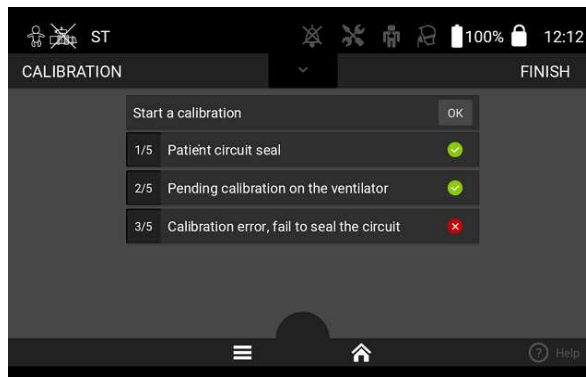 ST 100% 12:12
CALIBRATION FINISH
Start a calibration OK
1/5 Patient circuit seal
2/5 Pending calibration on the ventilator
3/5 Calibration error, fail to seal the circuit
? Help